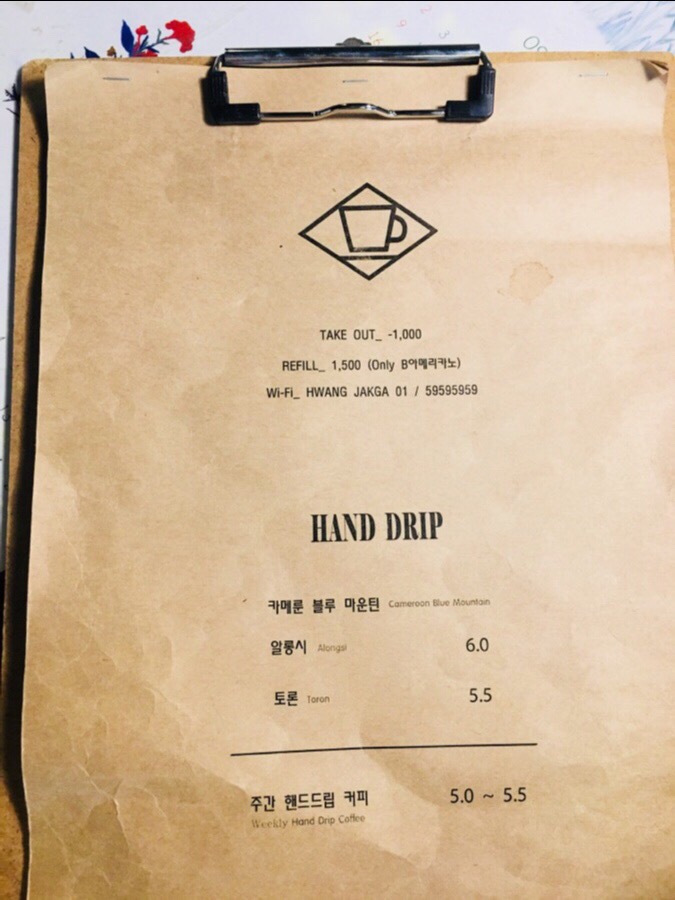 TAKE OUT_ -1,000
REFILL_ 1,500 (Only B아메리카노)
Wi-Fi_ HWANG JAKGA 01 / 59595959
HAND DRIP
카메룬 블루 마운틴 Cameroon Blue Mountain
알롱시 Alongsi 6.0
토론 Toron 5.5
주간 핸드드립 커피 5.0 ~ 5.5
Weekly Hand Drip Coffee